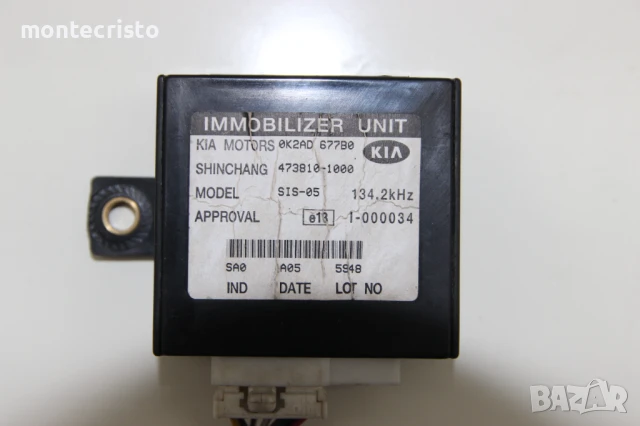 montecristo
IMMOBILIZER UNIT
KIA MOTORS 0K2AD 677B0
KIA
SHINCHANG 473810-1000
MODEL SIS-05 134.2kHz
APPROVAL e13 1-000034
SA0 A05 5948
IND DATE LOT NO
BAZAR